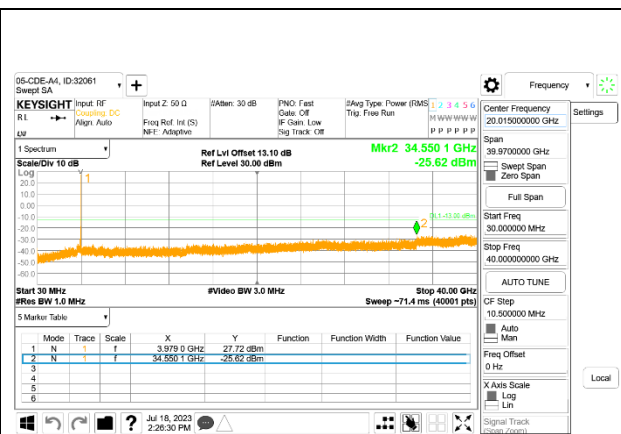 05-CDE-A4, ID:32061
Swept SA
Frequency
KEYSIGHT
Input: RF
Input Z: 50 Ω
#Atten: 30 dB
PNO: Fast
#Avg Type: Power (RMS
1 2 3 4 5 6
Center Frequency
Settings
RL
Coupling: DC
Gate: Off
Trig: Free Run
M W W W W W
20.015000000 GHz
Align: Auto
Freq Ref: Int (S)
IF Gain: Low
NFE: Adaptive
Sig Track: Off
P P P P P P
Span
39.9700000 GHz
1 Spectrum
Ref Lvl Offset 13.10 dB
Mkr2 34.550 1 GHz
Swept Span
Zero Span
Scale/Div 10 dB
Ref Level 30.00 dBm
-25.62 dBm
Log
1
Full Span
20.0
10.0
0.00
-10.0
DL1 -13.00 dBm
Start Freq
30.000000 MHz
2
-20.0
-30.0
-40.0
Stop Freq
40.000000000 GHz
-50.0
-60.0
AUTO TUNE
Start 30 MHz
#Video BW 3.0 MHz
Stop 40.00 GHz
#Res BW 1.0 MHz
Sweep ~71.4 ms (40001 pts)
CF Step
10.500000 MHz
5 Marker Table
Auto
Man
Mode Trace Scale X Y Function Function Width Function Value
1 N 1 f 3.979 0 GHz 27.72 dBm
2 N 1 f 34.550 1 GHz -25.62 dBm
3
4
5
6
Freq Offset
0 Hz
Local
X Axis Scale
Log
Lin
?
Jul 18, 2023
2:26:30 PM
Signal Track
(Span Zoom)